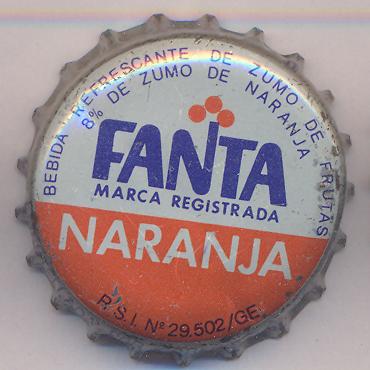 BEBIDA REFRESCANTE DE ZUMO DE FRUTAS
8% DE ZUMO DE NARANJA
FANTA
MARCA REGISTRADA
NARANJA
R.S.I. Nº 29.502/GE